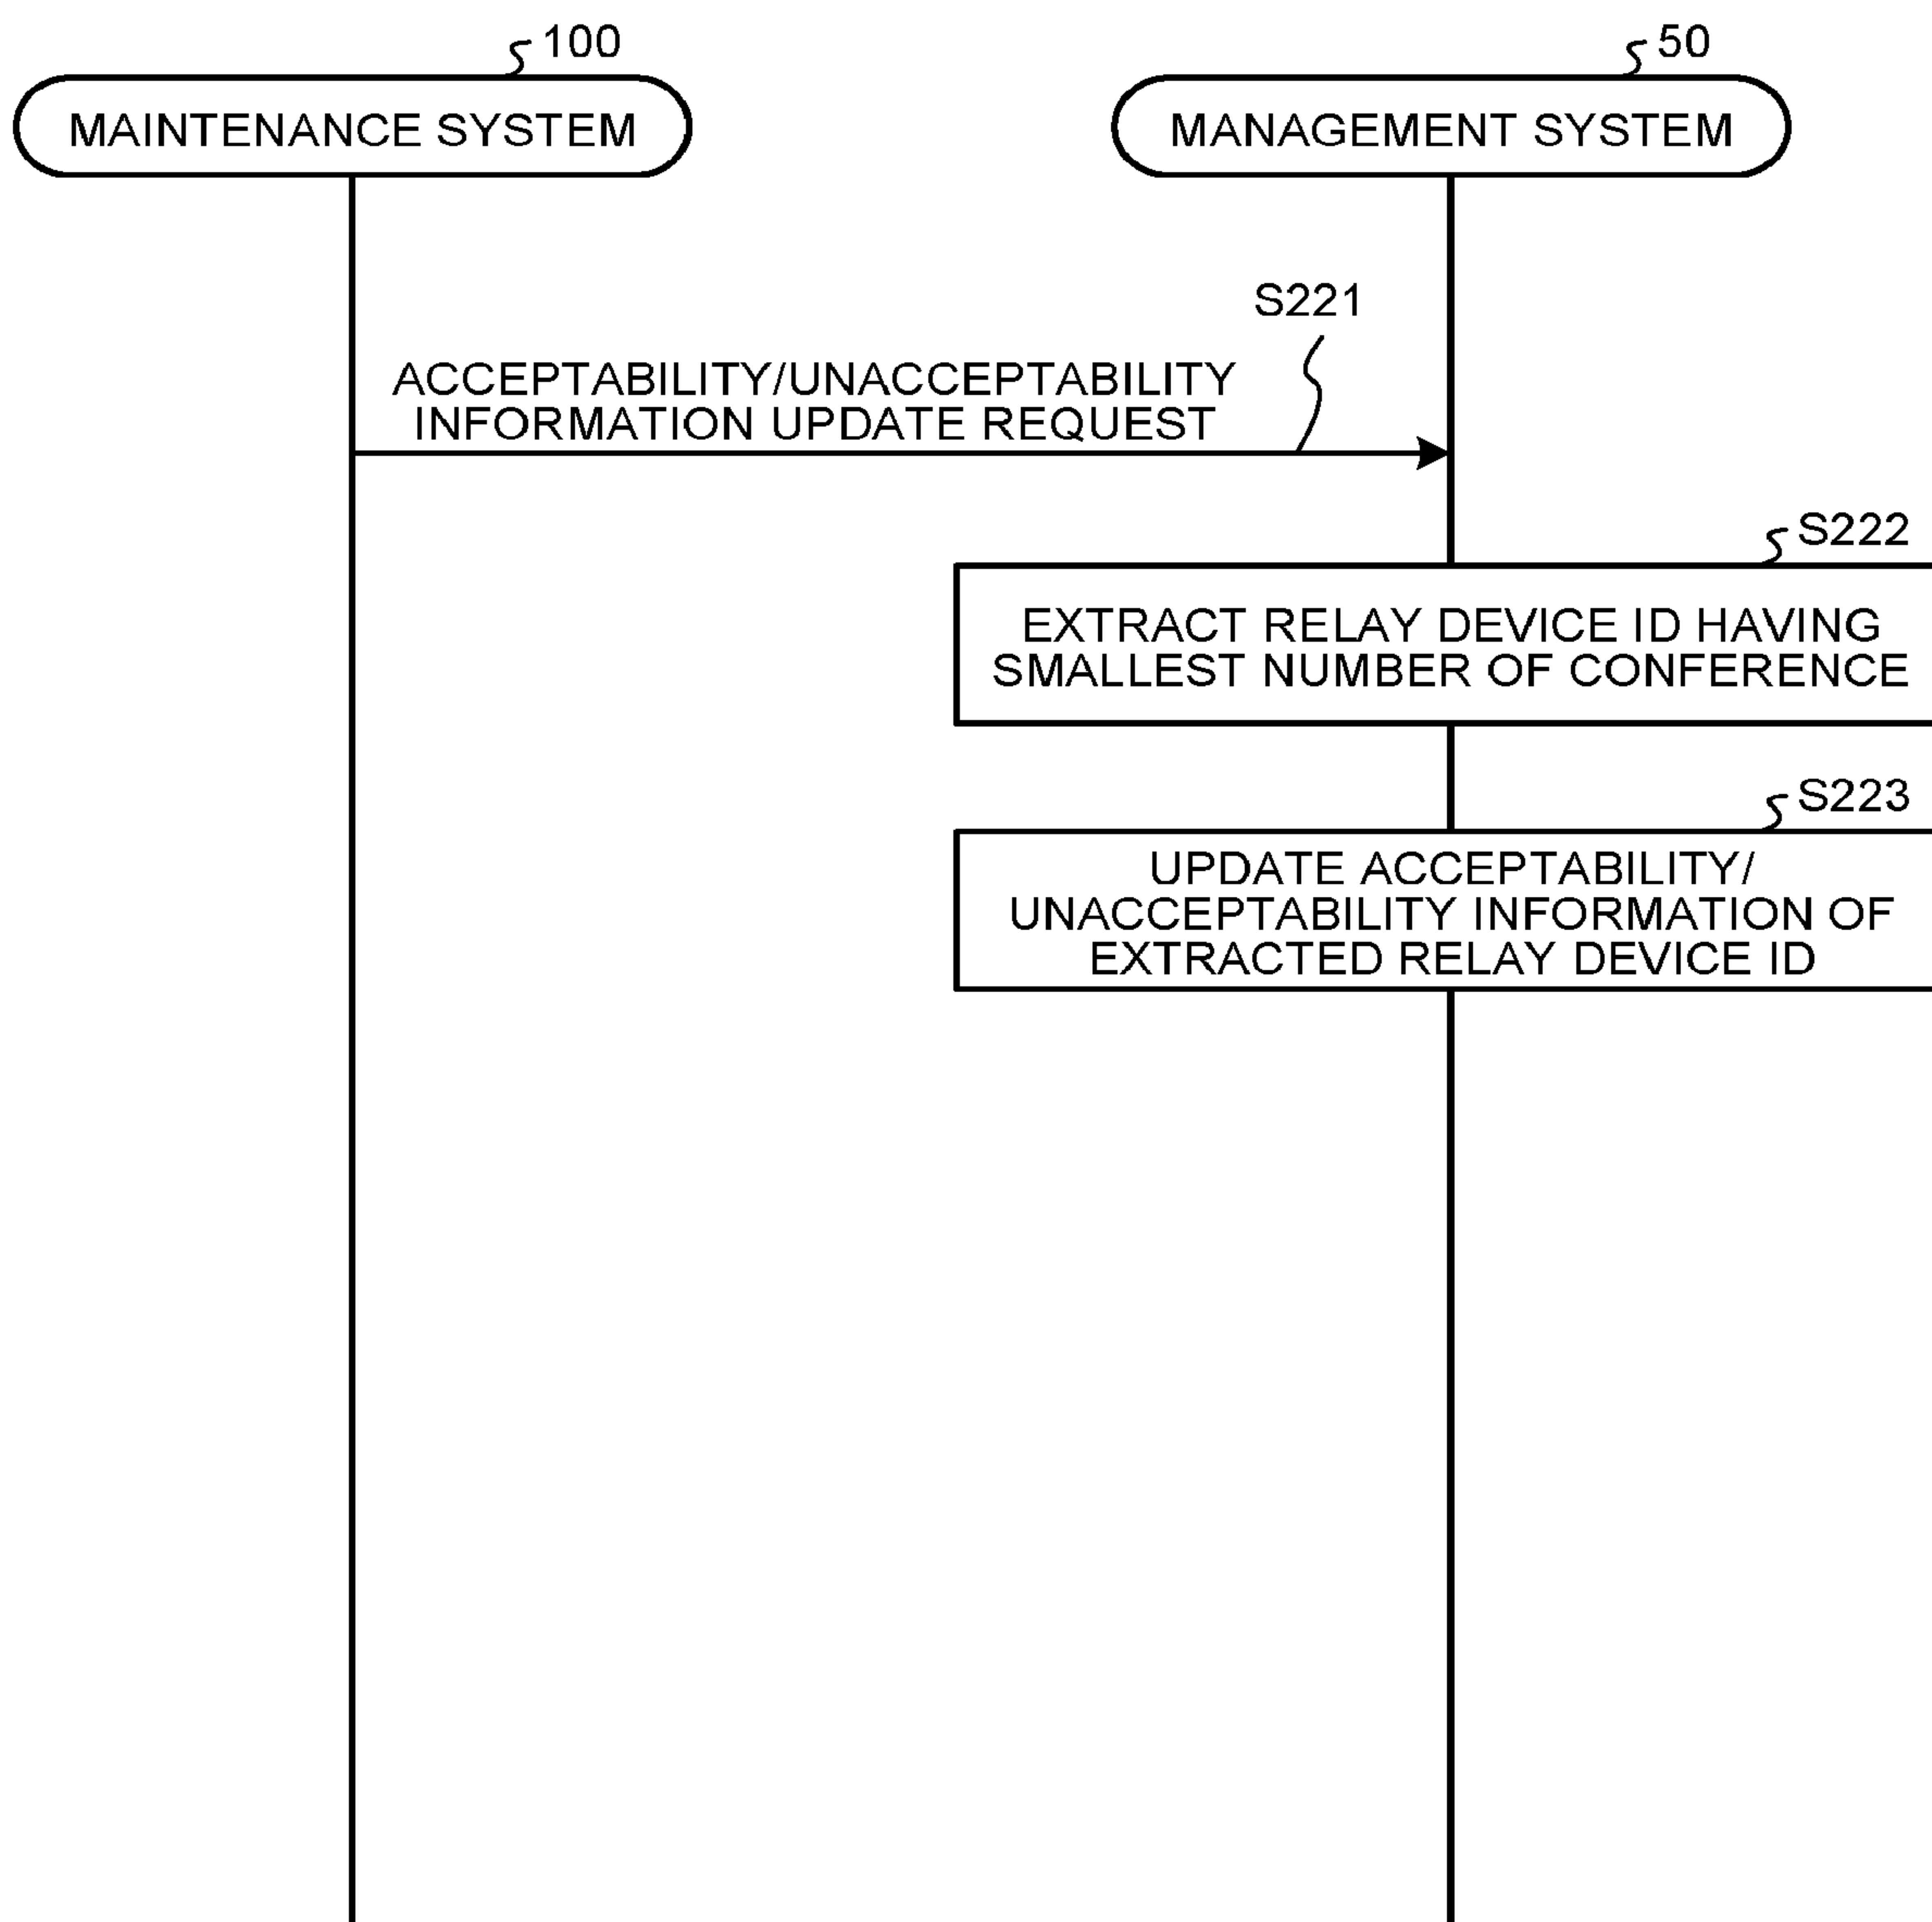 100
50
MAINTENANCE SYSTEM
MANAGEMENT SYSTEM
S221
ACCEPTABILITY/UNACCEPTABILITY
INFORMATION UPDATE REQUEST
S222
EXTRACT RELAY DEVICE ID HAVING
SMALLEST NUMBER OF CONFERENCE
S223
UPDATE ACCEPTABILITY/
UNACCEPTABILITY INFORMATION OF
EXTRACTED RELAY DEVICE ID